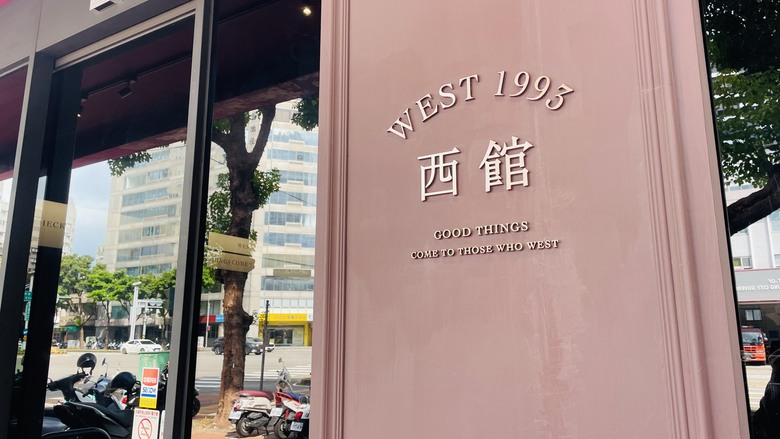 WEST 1993
西館
GOOD THINGS
COME TO THOSE WHO WEST